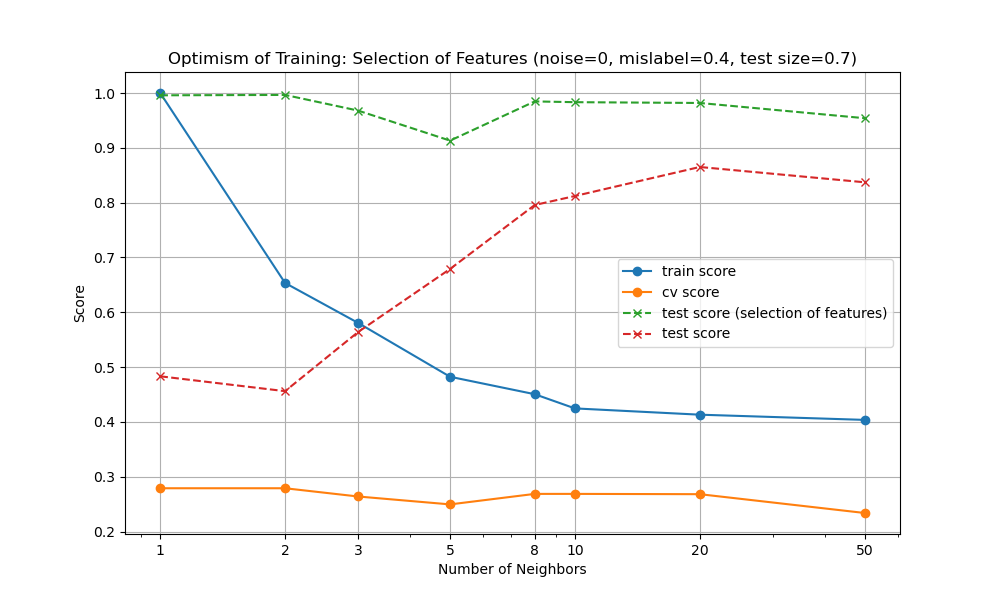 Optimism of Training: Selection of Features (noise=0, mislabel=0.4, test size=0.7)
1.0
0.9
0.8
0.7
0.6
0.5
0.4
0.3
0.2
Score
train score
cv score
test score (selection of features)
test score
1 2 3 5 8 10 20 50
Number of Neighbors